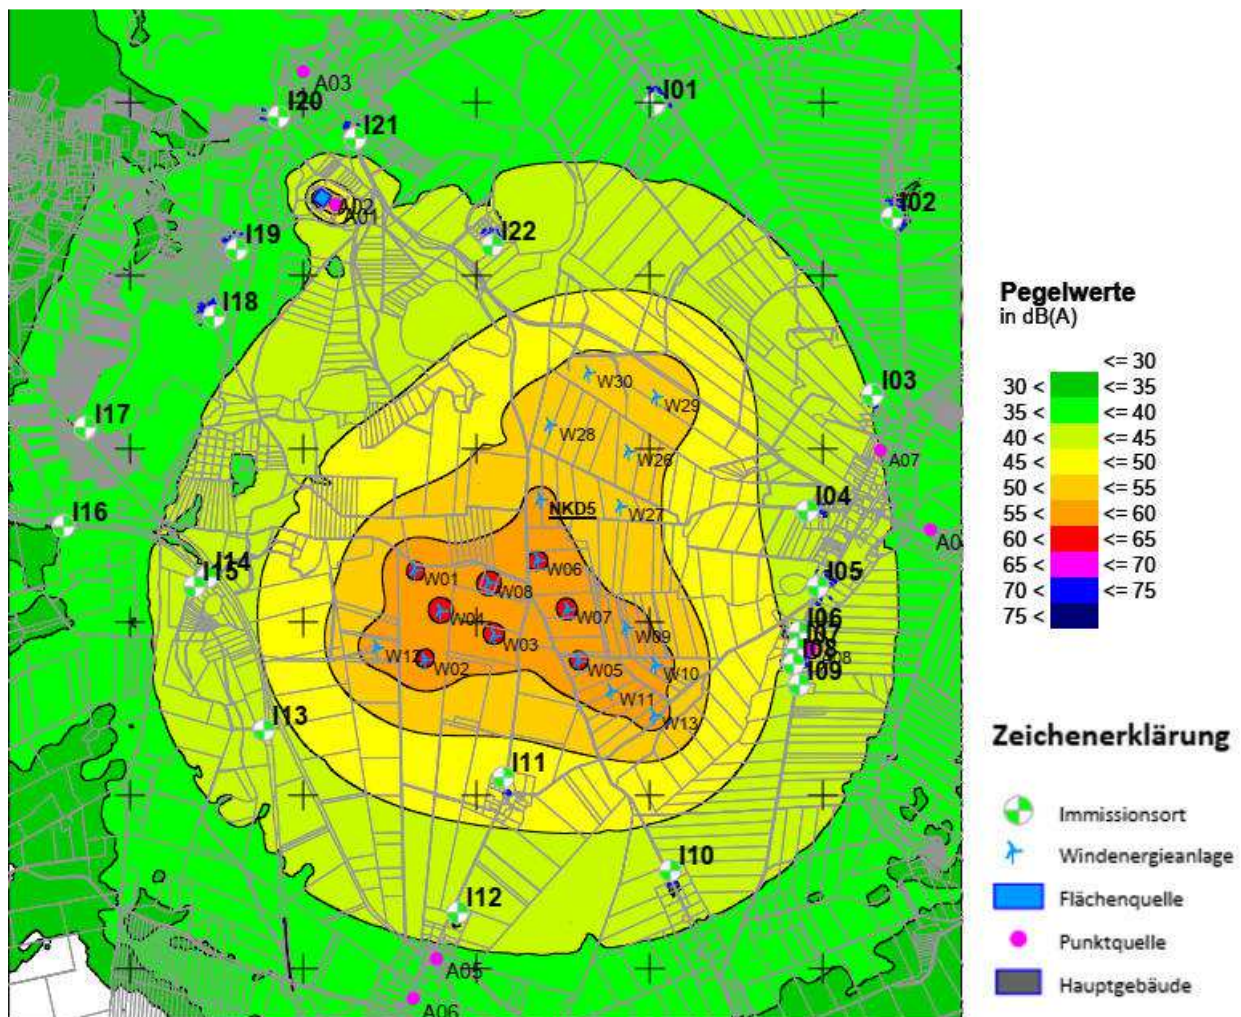 A03
I20
I21
I01
A02
A01
I02
I19
I22
I18
W30
I03
W29
I17
W28
A07
W26
I04
I16
NKD5
W27
A0
I14
I15
W01
W06
W08
I05
W04
W07
I06
I07
W03
W09
I08
A08
W12
W02
W05
W10
I09
W11
W13
I13
I11
I10
I12
A05
A06
Pegelwerte
in dB(A)
<= 30
30 < <= 35
35 < <= 40
40 < <= 45
45 < <= 50
50 < <= 55
55 < <= 60
60 < <= 65
65 < <= 70
70 < <= 75
75 <
Zeichenerklärung
Immissionsort
Windenergieanlage
Flächenquelle
Punktquelle
Hauptgebäude